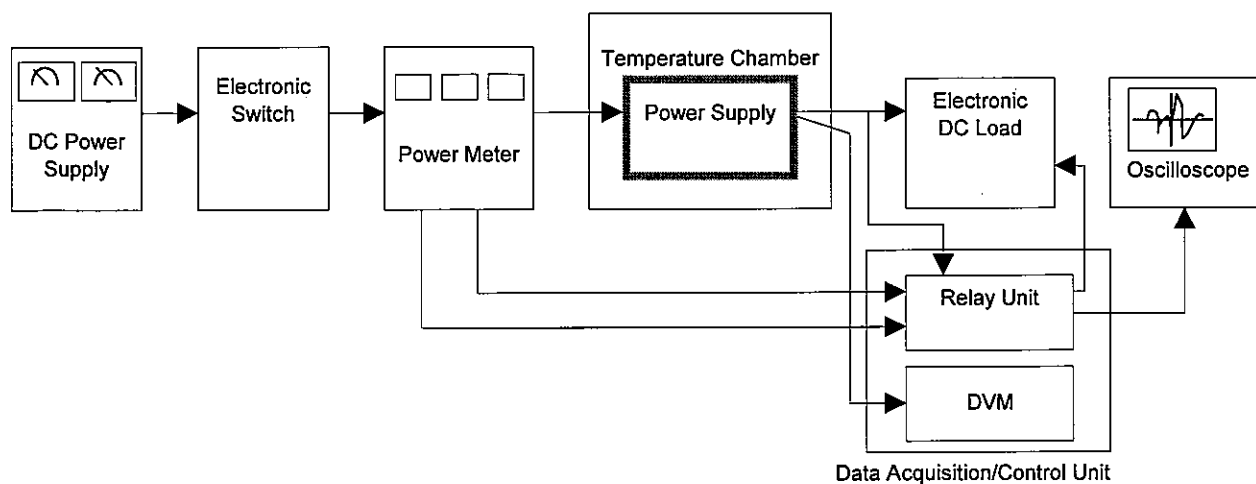 DC Power
Supply
Electronic
Switch
Power Meter
Temperature Chamber
Power Supply
Electronic
DC Load
Oscilloscope
Relay Unit
DVM
Data Acquisition/Control Unit